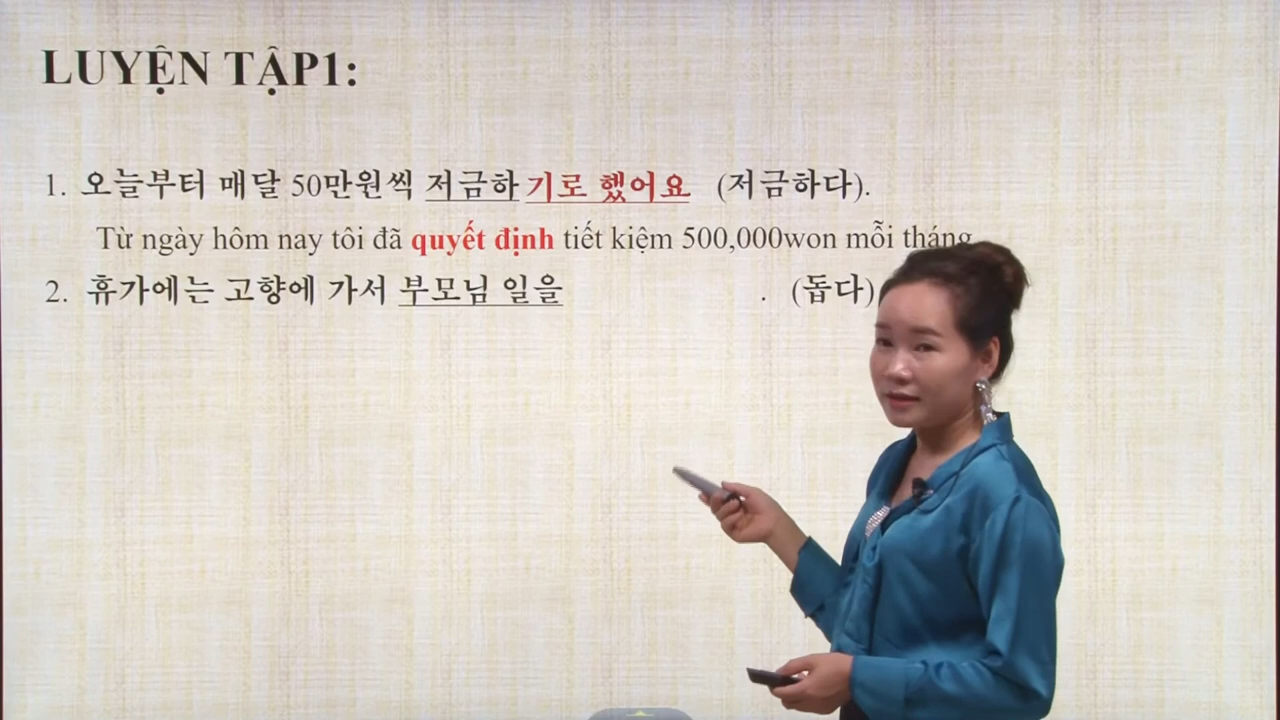 LUYỆN TẬP1:
1. 오늘부터 매달 50만원씩 저금하기로 했어요 (저금하다).
Từ ngày hôm nay tôi đã quyết định tiết kiệm 500,000won mỗi tháng
2. 휴가에는 고향에 가서 부모님 일을 . (돕다)